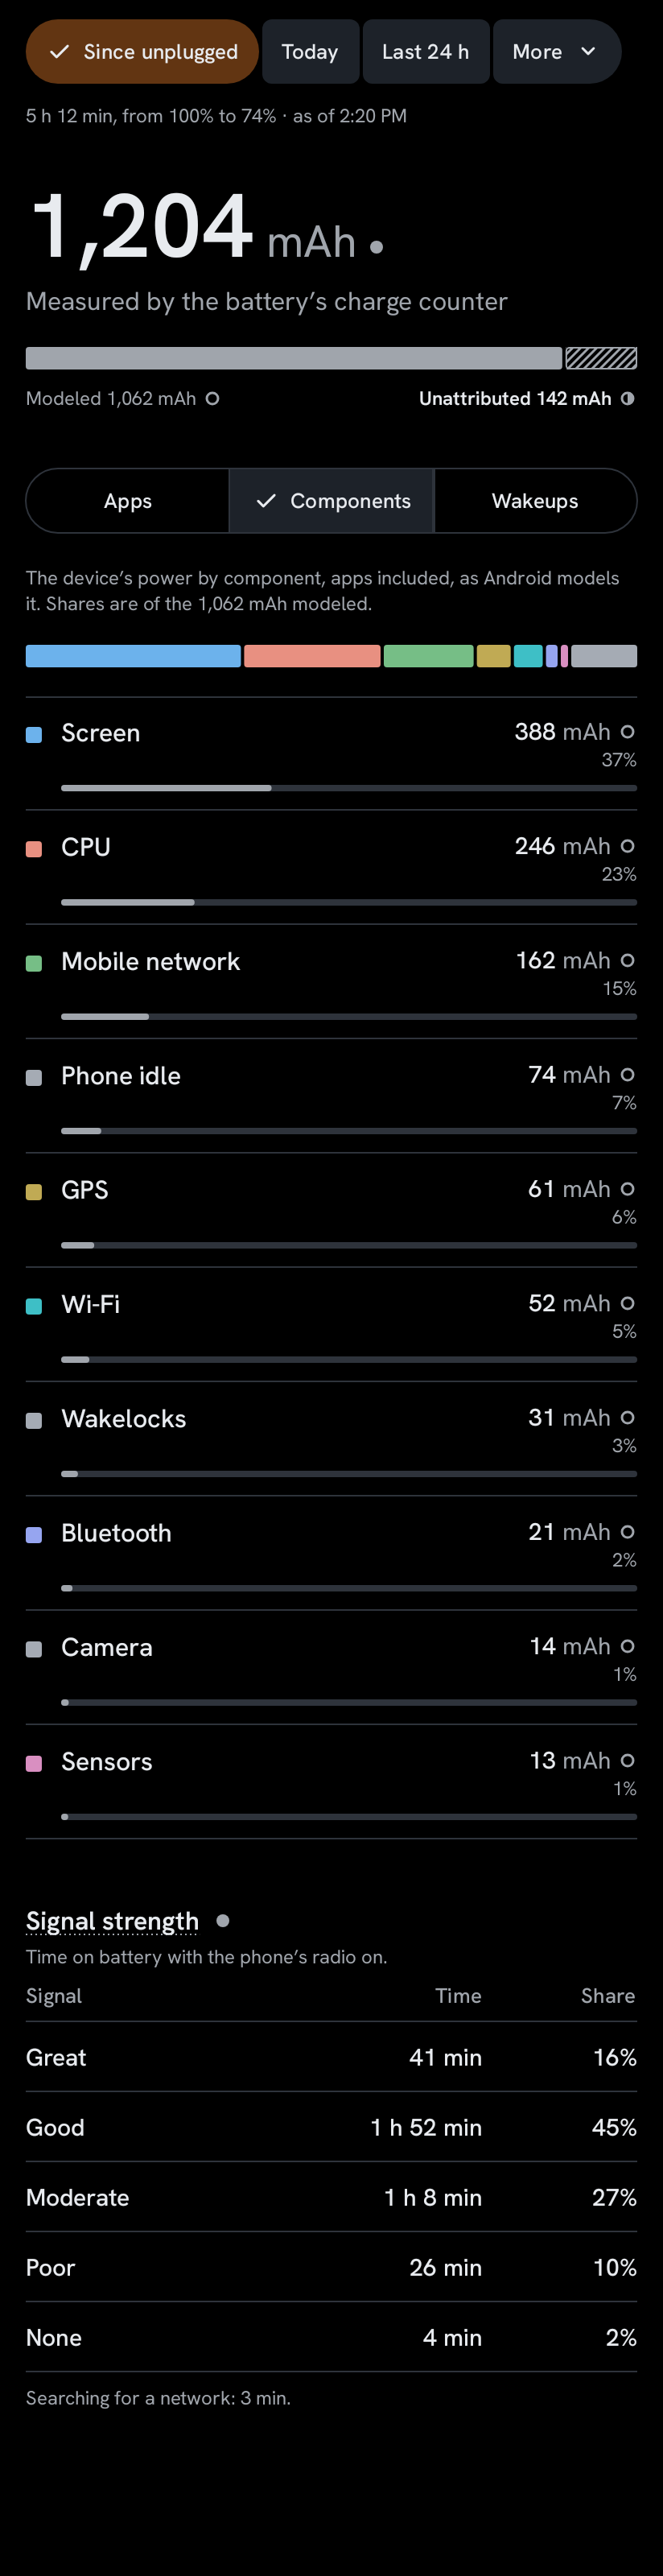 Since unplugged
Today
Last 24 h
More
5 h 12 min, from 100% to 74% · as of 2:20 PM
1,204 mAh
Measured by the battery’s charge counter
Modeled 1,062 mAh
Unattributed 142 mAh
Apps
Components
Wakeups
The device’s power by component, apps included, as Android models
it. Shares are of the 1,062 mAh modeled.
Screen
388 mAh
37%
CPU
246 mAh
23%
Mobile network
162 mAh
15%
Phone idle
74 mAh
7%
GPS
61 mAh
6%
Wi-Fi
52 mAh
5%
Wakelocks
31 mAh
3%
Bluetooth
21 mAh
2%
Camera
14 mAh
1%
Sensors
13 mAh
1%
Signal strength
Time on battery with the phone’s radio on.
Signal Time Share
Great 41 min 16%
Good 1 h 52 min 45%
Moderate 1 h 8 min 27%
Poor 26 min 10%
None 4 min 2%
Searching for a network: 3 min.